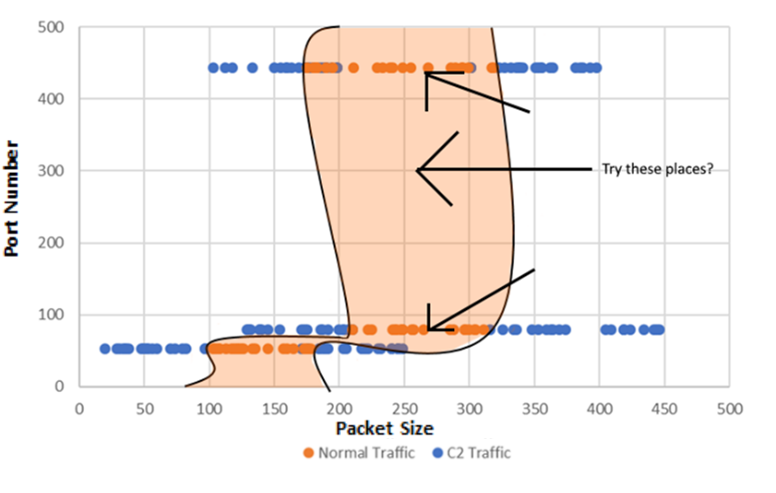 500
400
300
200
100
0
Port Number
Try these places?
0 50 100 150 200 250 300 350 400 450 500
Packet Size
Normal Traffic C2 Traffic